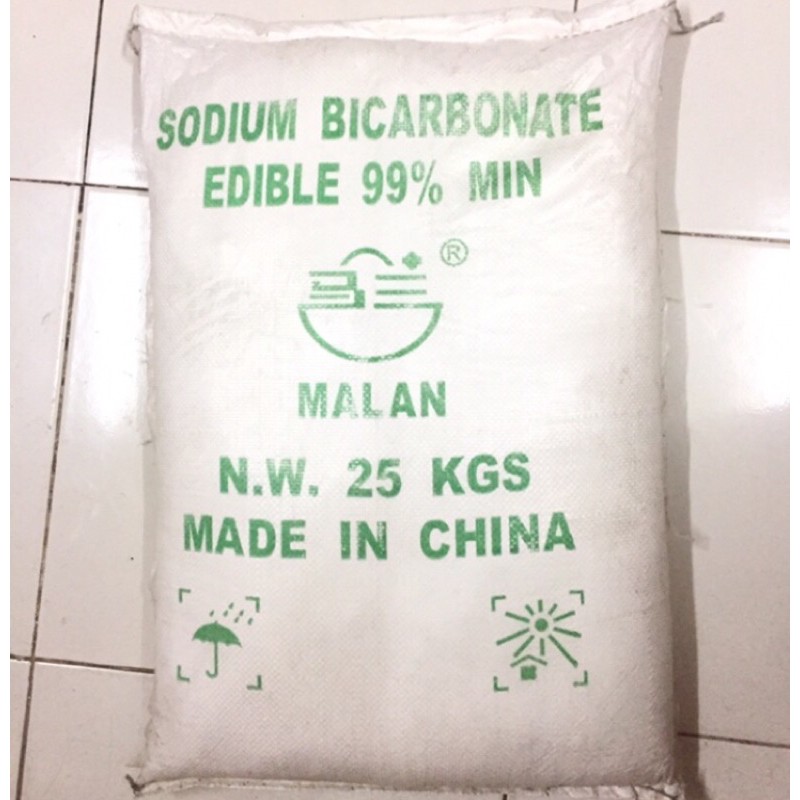 SODIUM BICARBONATE
EDIBLE 99% MIN
®
MALAN
N.W. 25 KGS
MADE IN CHINA